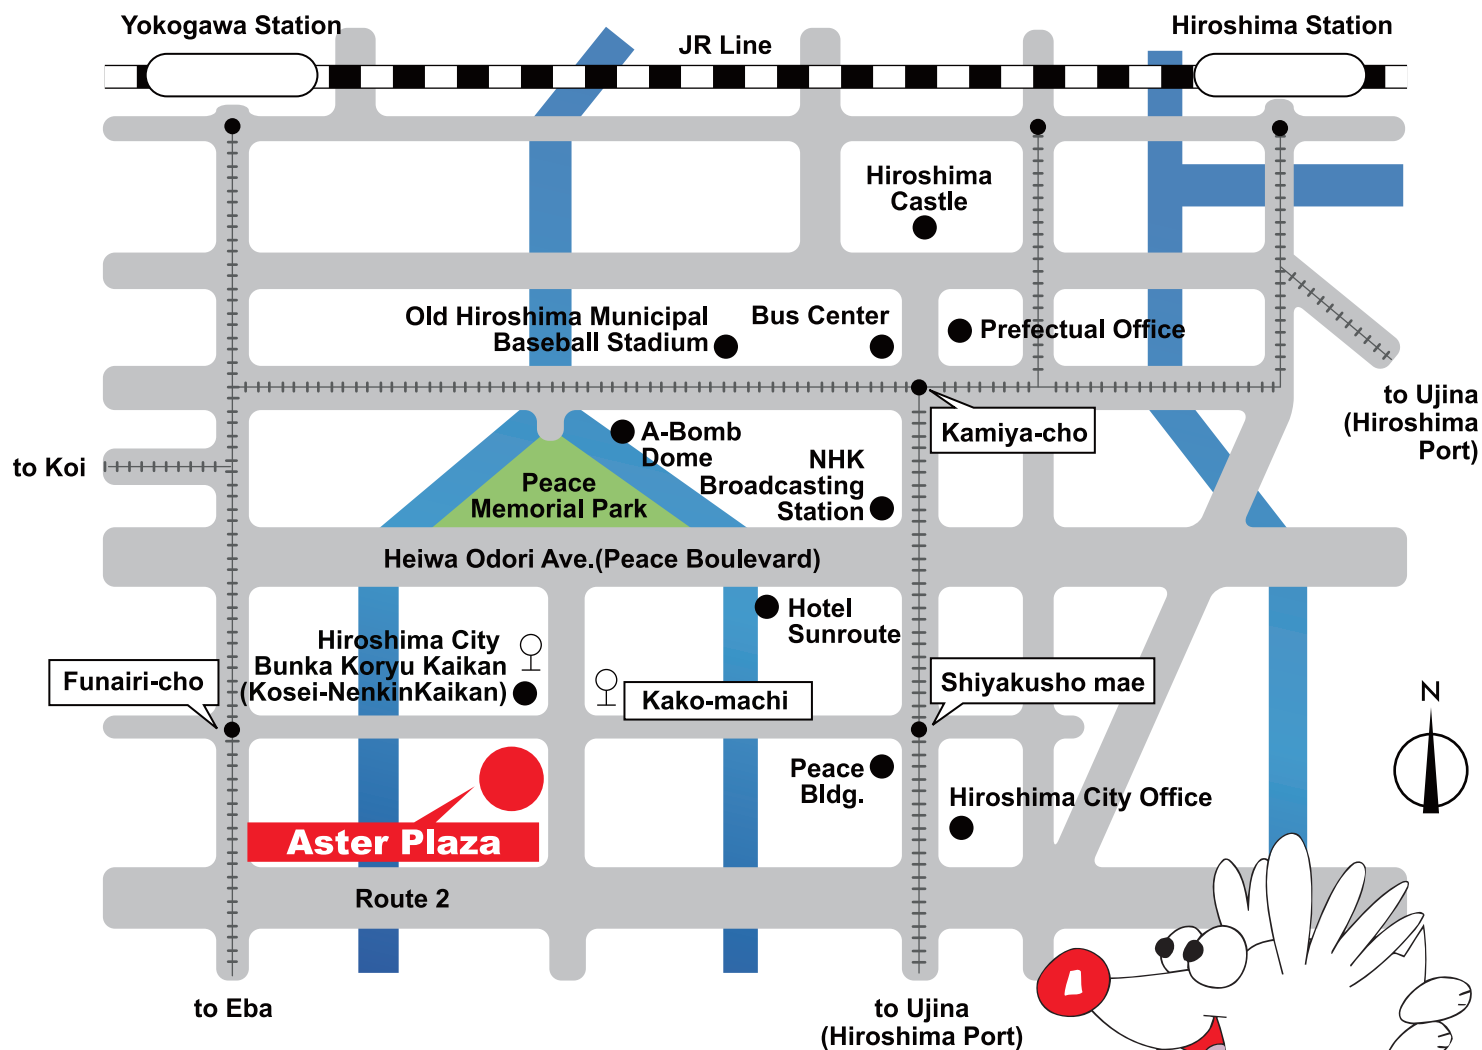 Yokogawa Station
Hiroshima Station
JR Line
Hiroshima
Castle
Old Hiroshima Municipal
Baseball Stadium
Bus Center
Prefectual Office
to Ujina
(Hiroshima
Port)
Kamiya-cho
A-Bomb
Dome
to Koi
NHK
Broadcasting
Station
Peace
Memorial Park
Heiwa Odori Ave.(Peace Boulevard)
Hotel
Sunroute
Hiroshima City
Bunka Koryu Kaikan
(Kosei-NenkinKaikan)
Funairi-cho
Kako-machi
Shiyakusho mae
N
Peace
Bldg.
Hiroshima City Office
Aster Plaza
Route 2
to Eba
to Ujina
(Hiroshima Port)